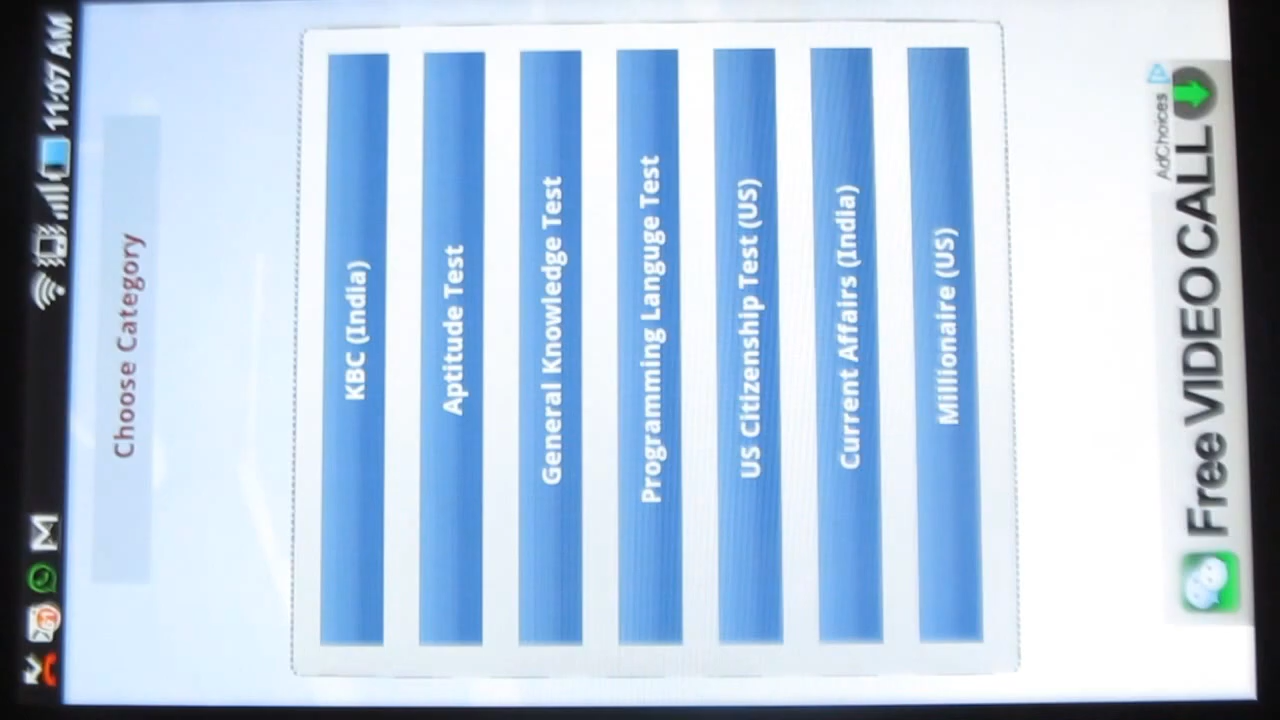 11:07 AM
Choose Category
KBC (India)
Aptitude Test
General Knowledge Test
Programming Languge Test
US Citizenship Test (US)
Current Affairs (India)
Millionaire (US)
AdChoices
Free VIDEO CALL